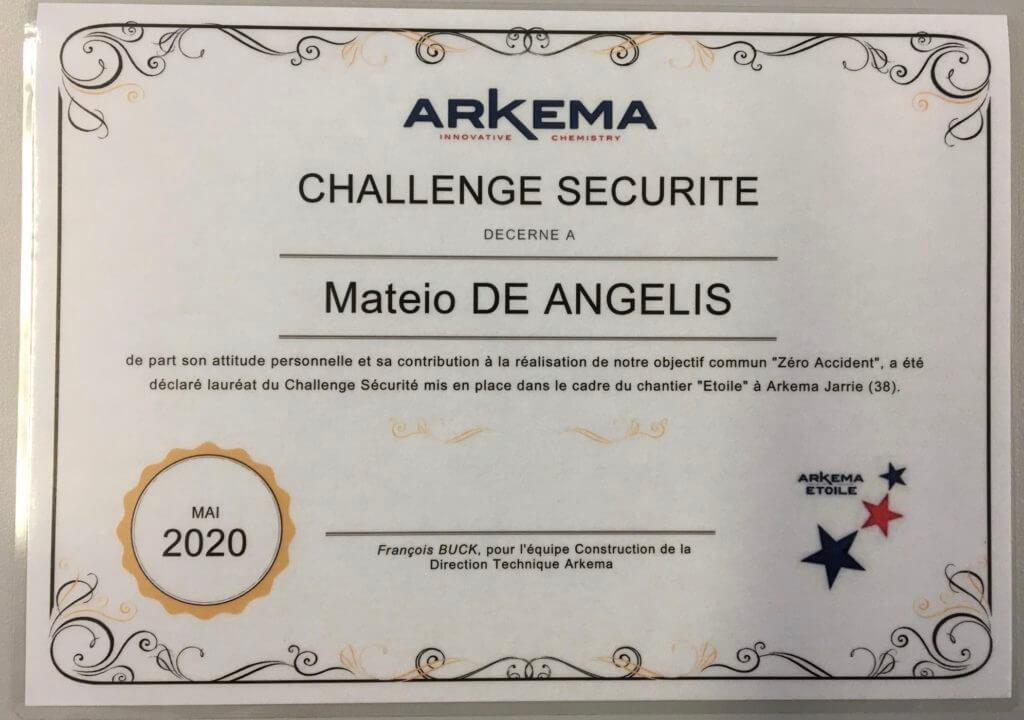 ARKEMA
INNOVATIVE CHEMISTRY
CHALLENGE SECURITE
DECERNE A
Mateio DE ANGELIS
de part son attitude personnelle et sa contribution à la réalisation de notre objectif commun "Zéro Accident", a été
déclaré lauréat du Challenge Sécurité mis en place dans le cadre du chantier "Etoile" à Arkema Jarrie (38).
MAI
2020
François BUCK, pour l'équipe Construction de la
Direction Technique Arkema
ARKEMA
ETOILE